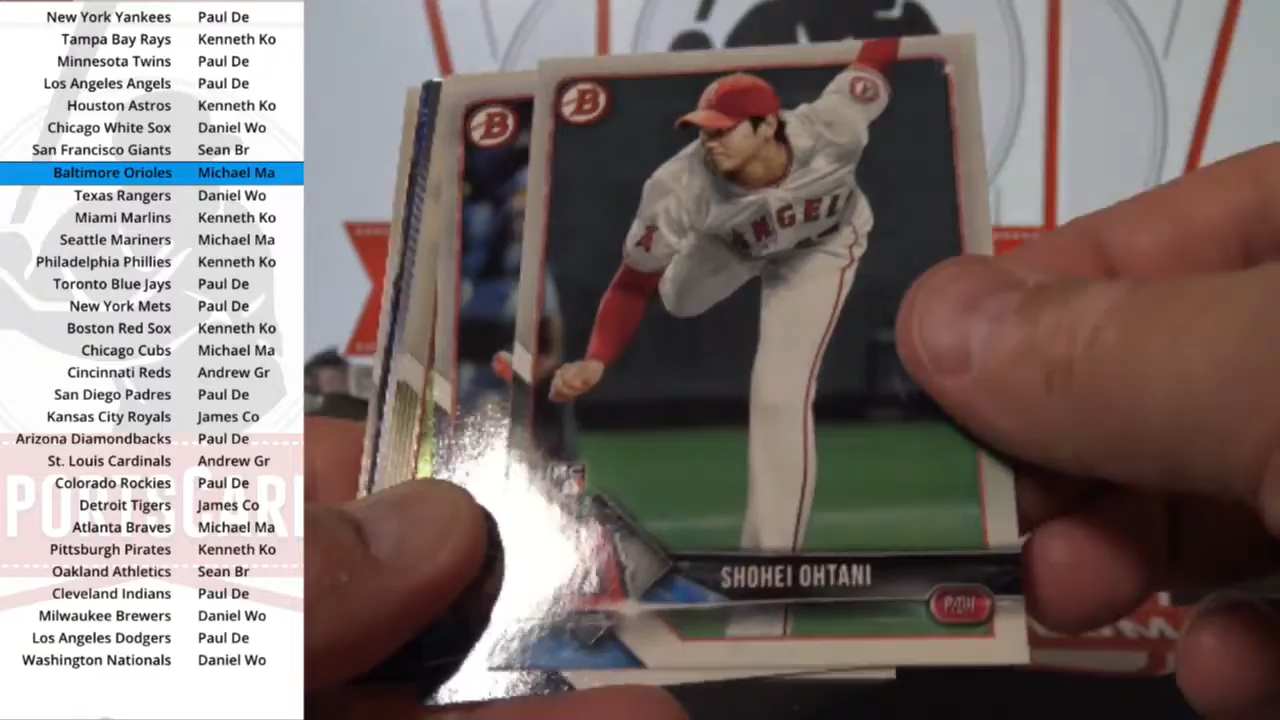 New York Yankees Paul De
Tampa Bay Rays Kenneth Ko
Minnesota Twins Paul De
Los Angeles Angels Paul De
Houston Astros Kenneth Ko
Chicago White Sox Daniel Wo
San Francisco Giants Sean Br
Baltimore Orioles Michael Ma
Texas Rangers Daniel Wo
Miami Marlins Kenneth Ko
Seattle Mariners Michael Ma
Philadelphia Phillies Kenneth Ko
Toronto Blue Jays Paul De
New York Mets Paul De
Boston Red Sox Kenneth Ko
Chicago Cubs Michael Ma
Cincinnati Reds Andrew Gr
San Diego Padres Paul De
Kansas City Royals James Co
Arizona Diamondbacks Paul De
St. Louis Cardinals Andrew Gr
Colorado Rockies Paul De
Detroit Tigers James Co
Atlanta Braves Michael Ma
Pittsburgh Pirates Kenneth Ko
Oakland Athletics Sean Br
Cleveland Indians Paul De
Milwaukee Brewers Daniel Wo
Los Angeles Dodgers Paul De
Washington Nationals Daniel Wo
B
B
A
ANGEL
SHOHEI OHTANI
P/DH